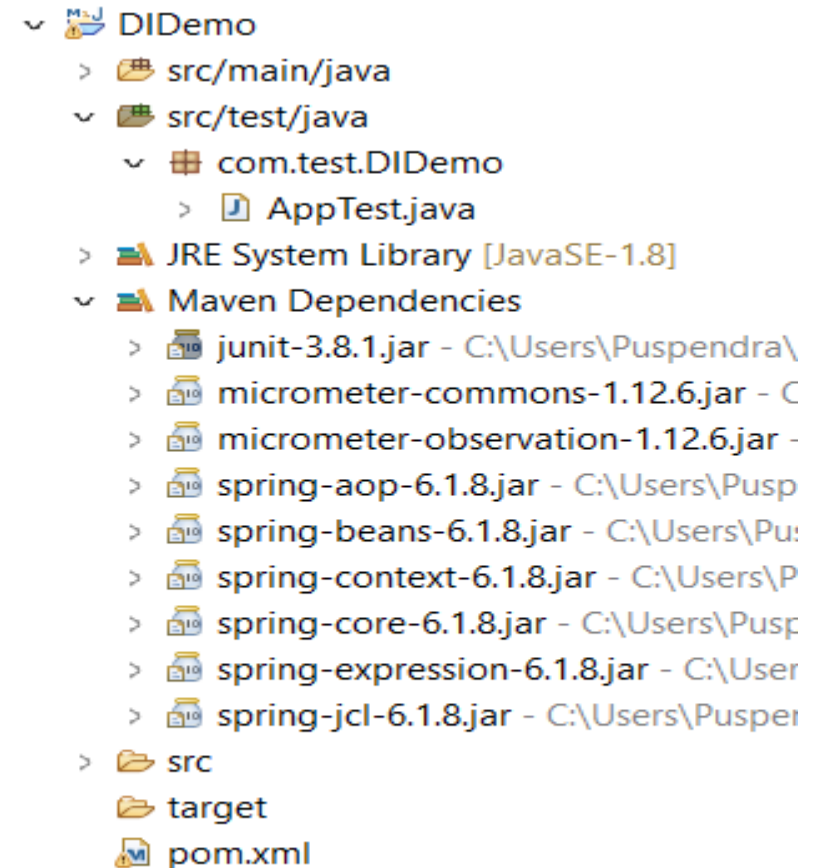 DIDemo
src/main/java
src/test/java
com.test.DIDemo
AppTest.java
JRE System Library [JavaSE-1.8]
Maven Dependencies
junit-3.8.1.jar - C:\Users\Puspendra\
micrometer-commons-1.12.6.jar - C
micrometer-observation-1.12.6.jar -
spring-aop-6.1.8.jar - C:\Users\Pusp
spring-beans-6.1.8.jar - C:\Users\Pu
spring-context-6.1.8.jar - C:\Users\P
spring-core-6.1.8.jar - C:\Users\Pusp
spring-expression-6.1.8.jar - C:\User
spring-jcl-6.1.8.jar - C:\Users\Puspe
src
target
pom.xml